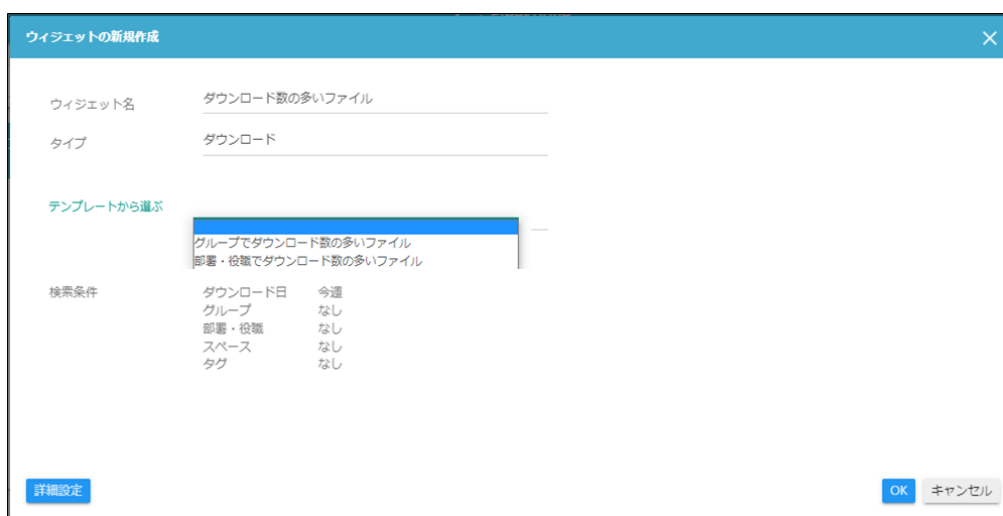 ウィジェットの新規作成
ウィジェット名 ダウンロード数の多いファイル
タイプ ダウンロード
テンプレートから選ぶ
グループでダウンロード数の多いファイル
部署・役職でダウンロード数の多いファイル
検索条件 ダウンロード日 今週
グループ なし
部署・役職 なし
スペース なし
タグ なし
詳細設定 OK キャンセル